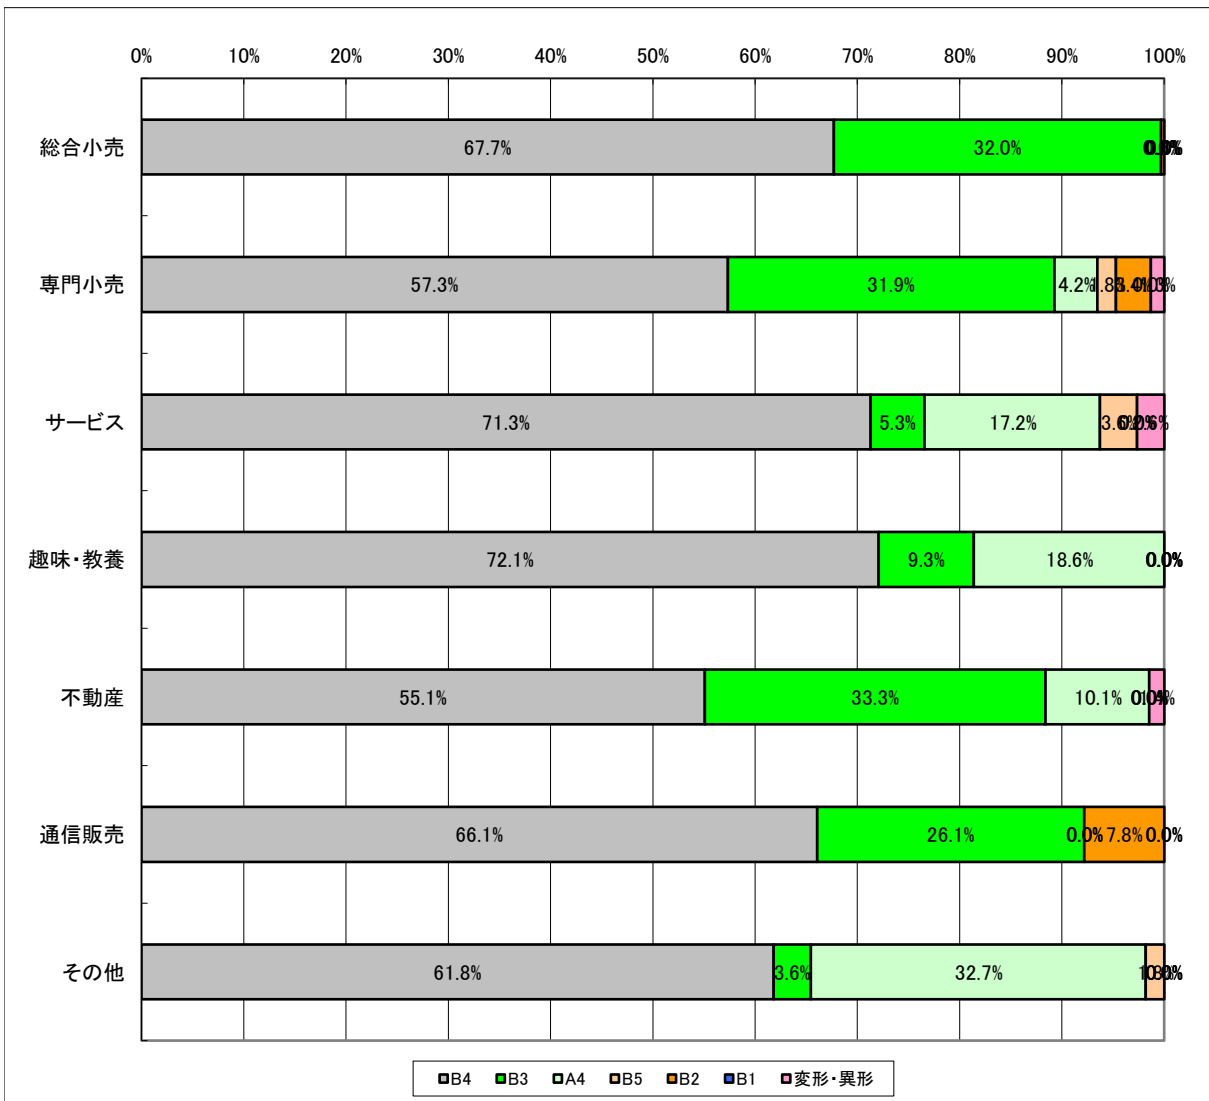 0% 10% 20% 30% 40% 50% 60% 70% 80% 90% 100%
総合小売 67.7% 32.0%
専門小売 57.3% 31.9% 4.2%
サービス 71.3% 5.3% 17.2% 3.6%
趣味・教養 72.1% 9.3% 18.6% 0.0%
不動産 55.1% 33.3% 10.1% 0.0%
通信販売 66.1% 26.1% 0.0% 7.8% 0.0%
その他 61.8% 3.6% 32.7%
B4 B3 A4 B5 B2 B1 変形・異形